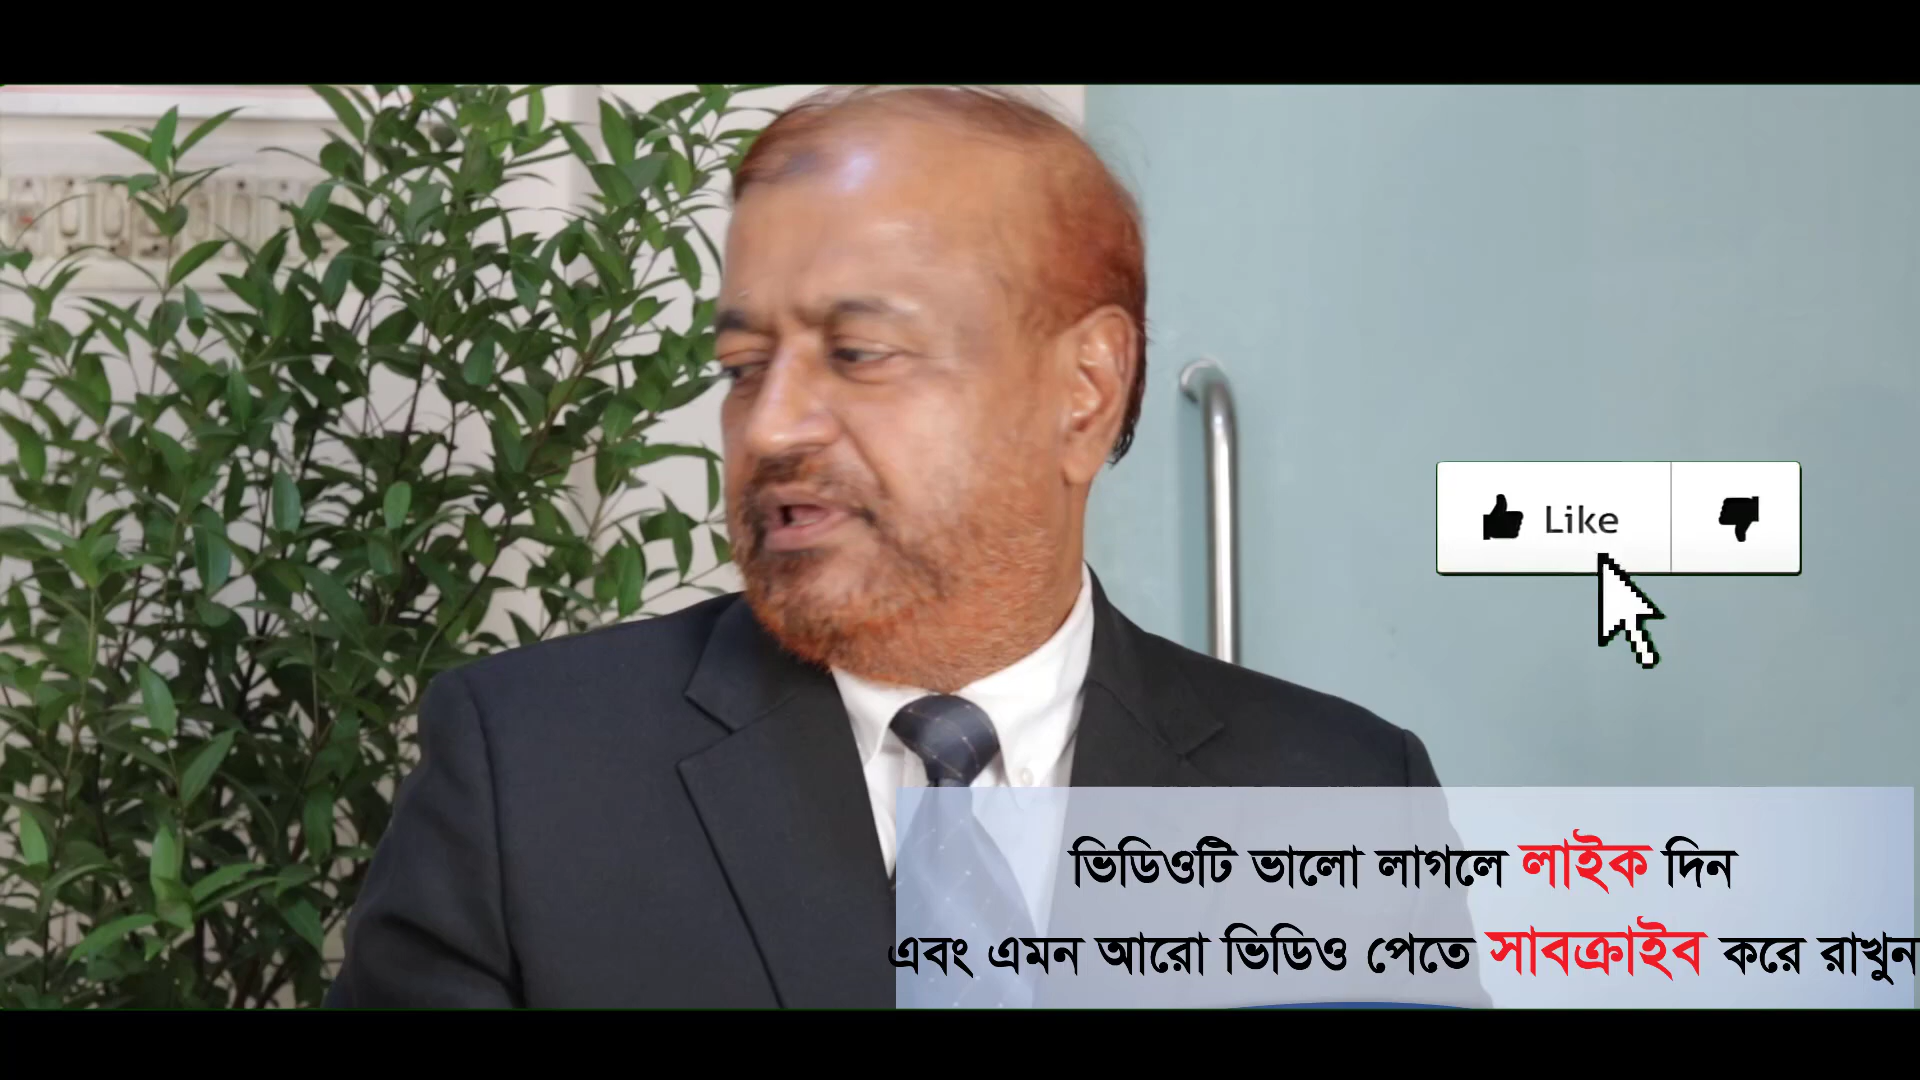 Like
ভিডিওটি ভালো লাগলে লাইক দিন
এবং এমন আরো ভিডিও পেতে সাবক্রাইব করে রাখুন